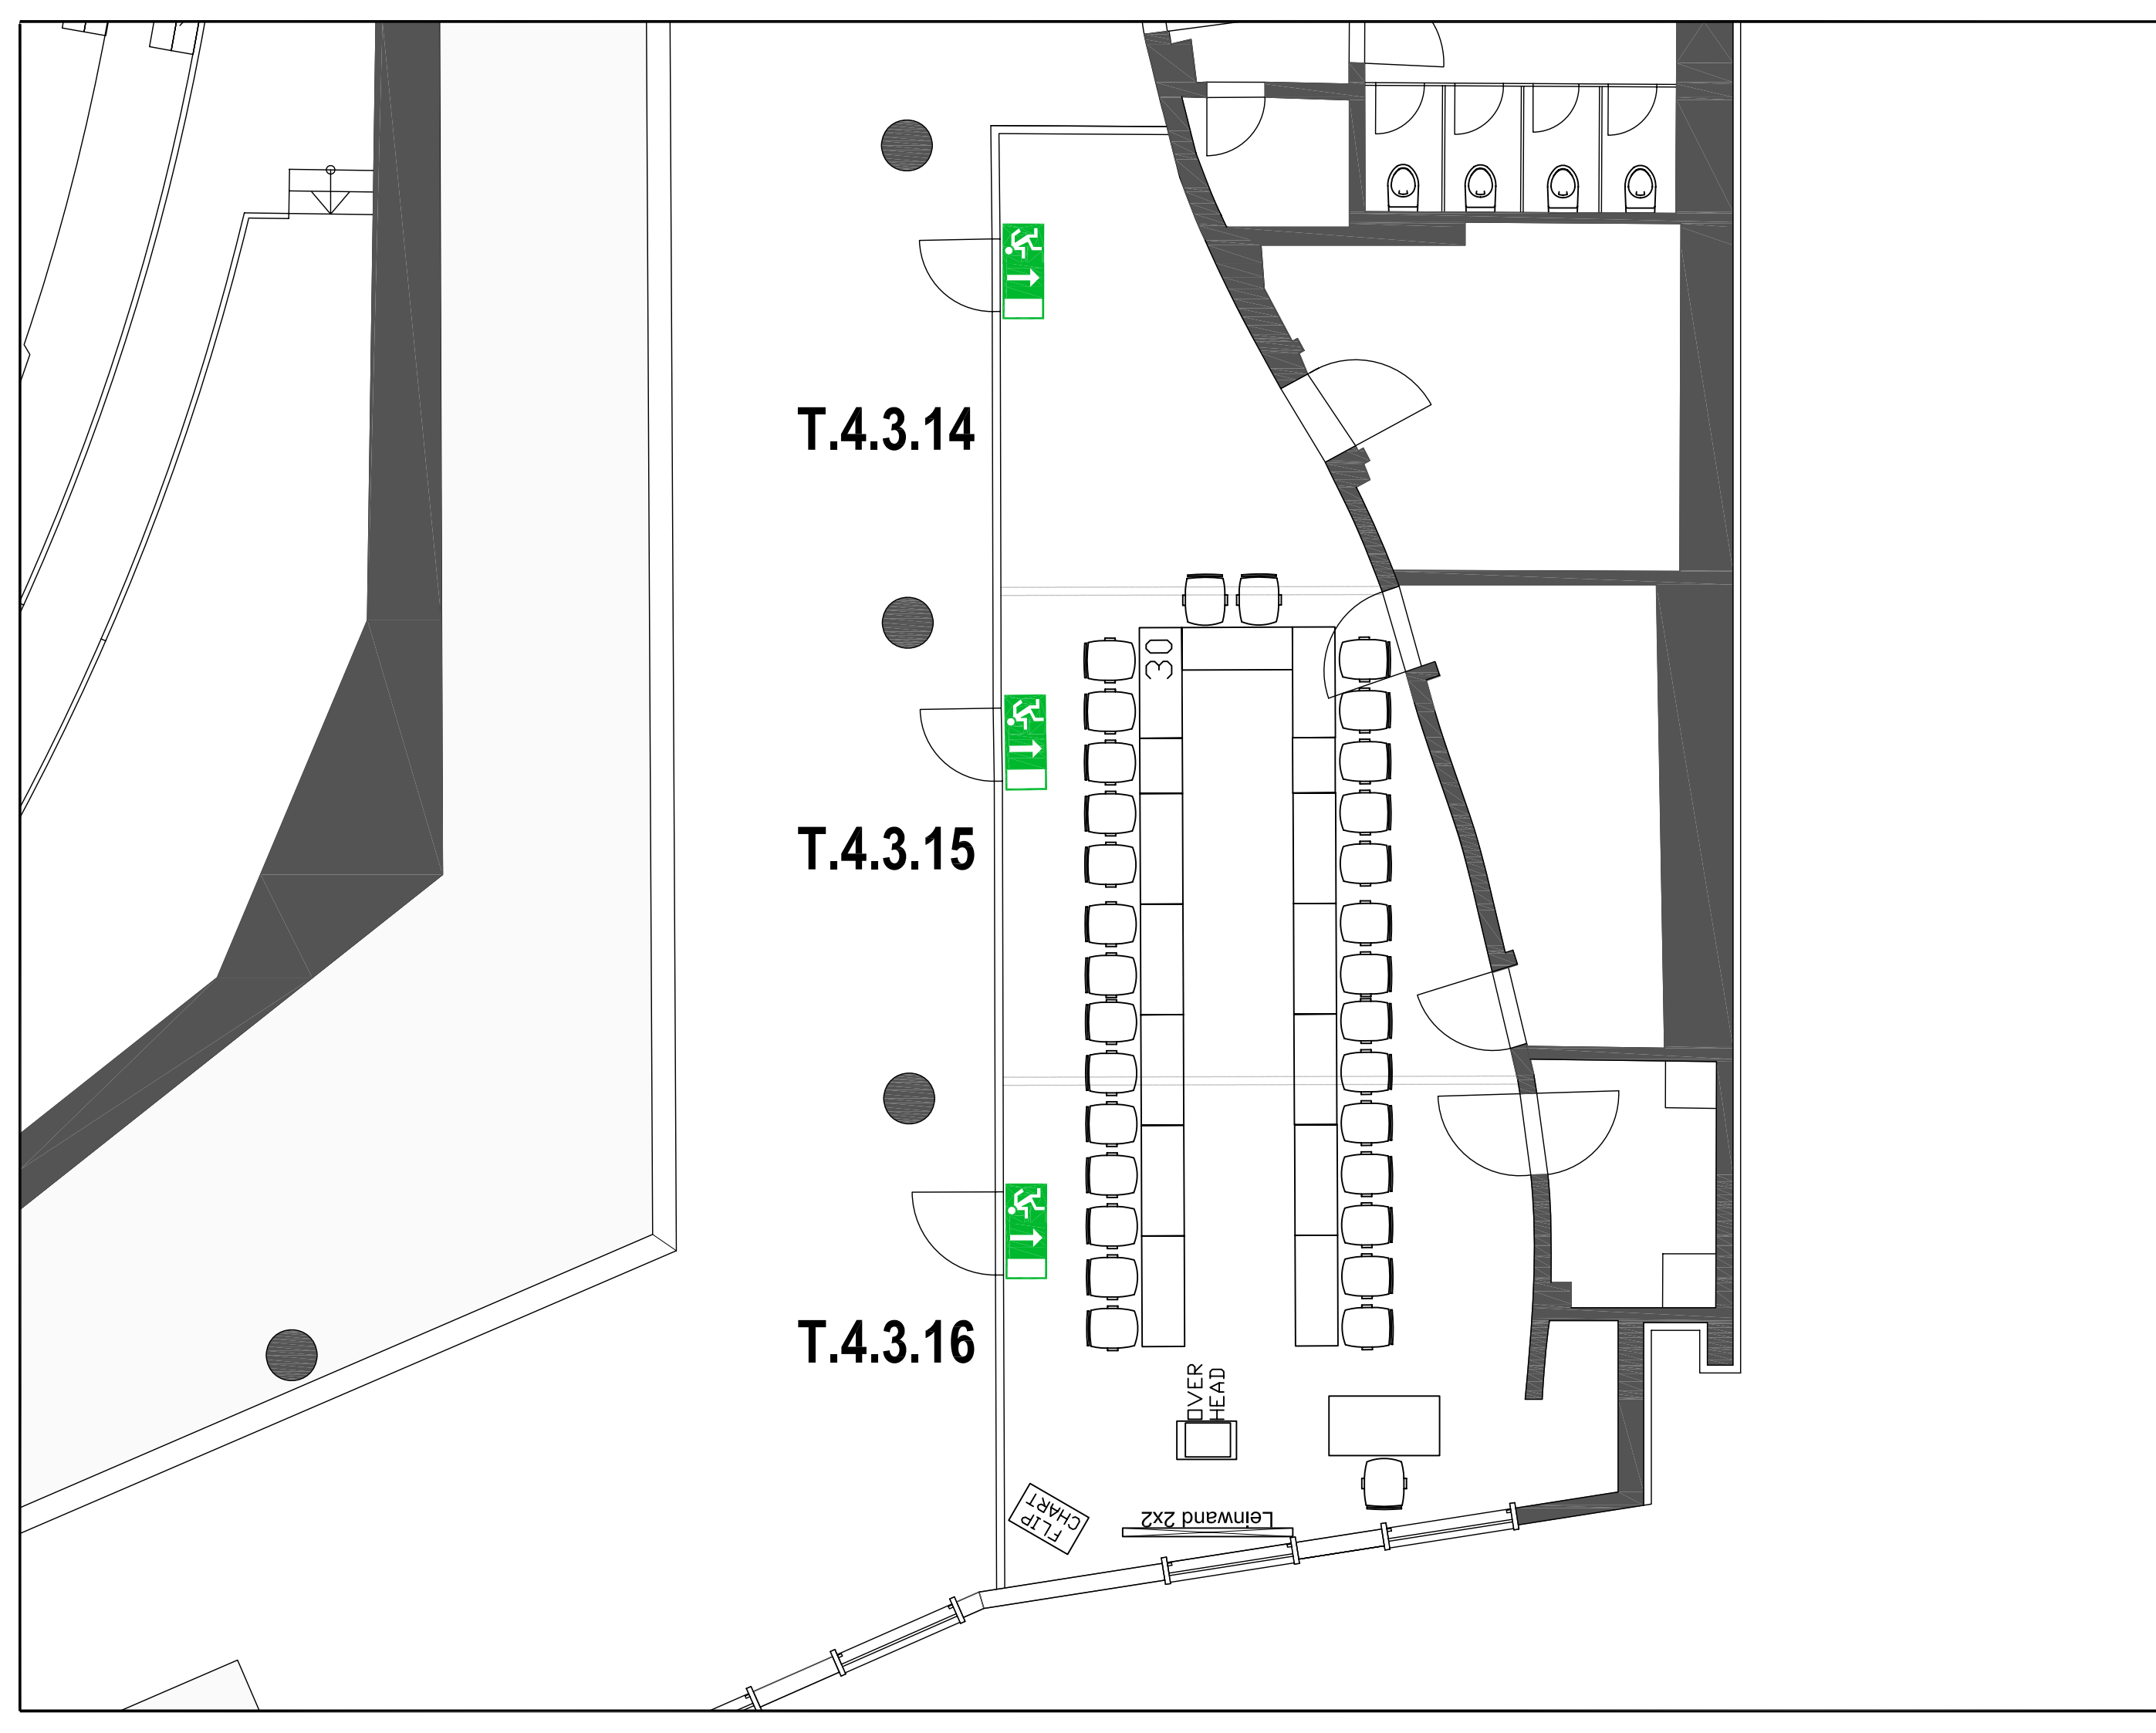 T.4.3.14
30
T.4.3.15
T.4.3.16
OVER
HEAD
FLIP
CHART
Leinwand 2x2